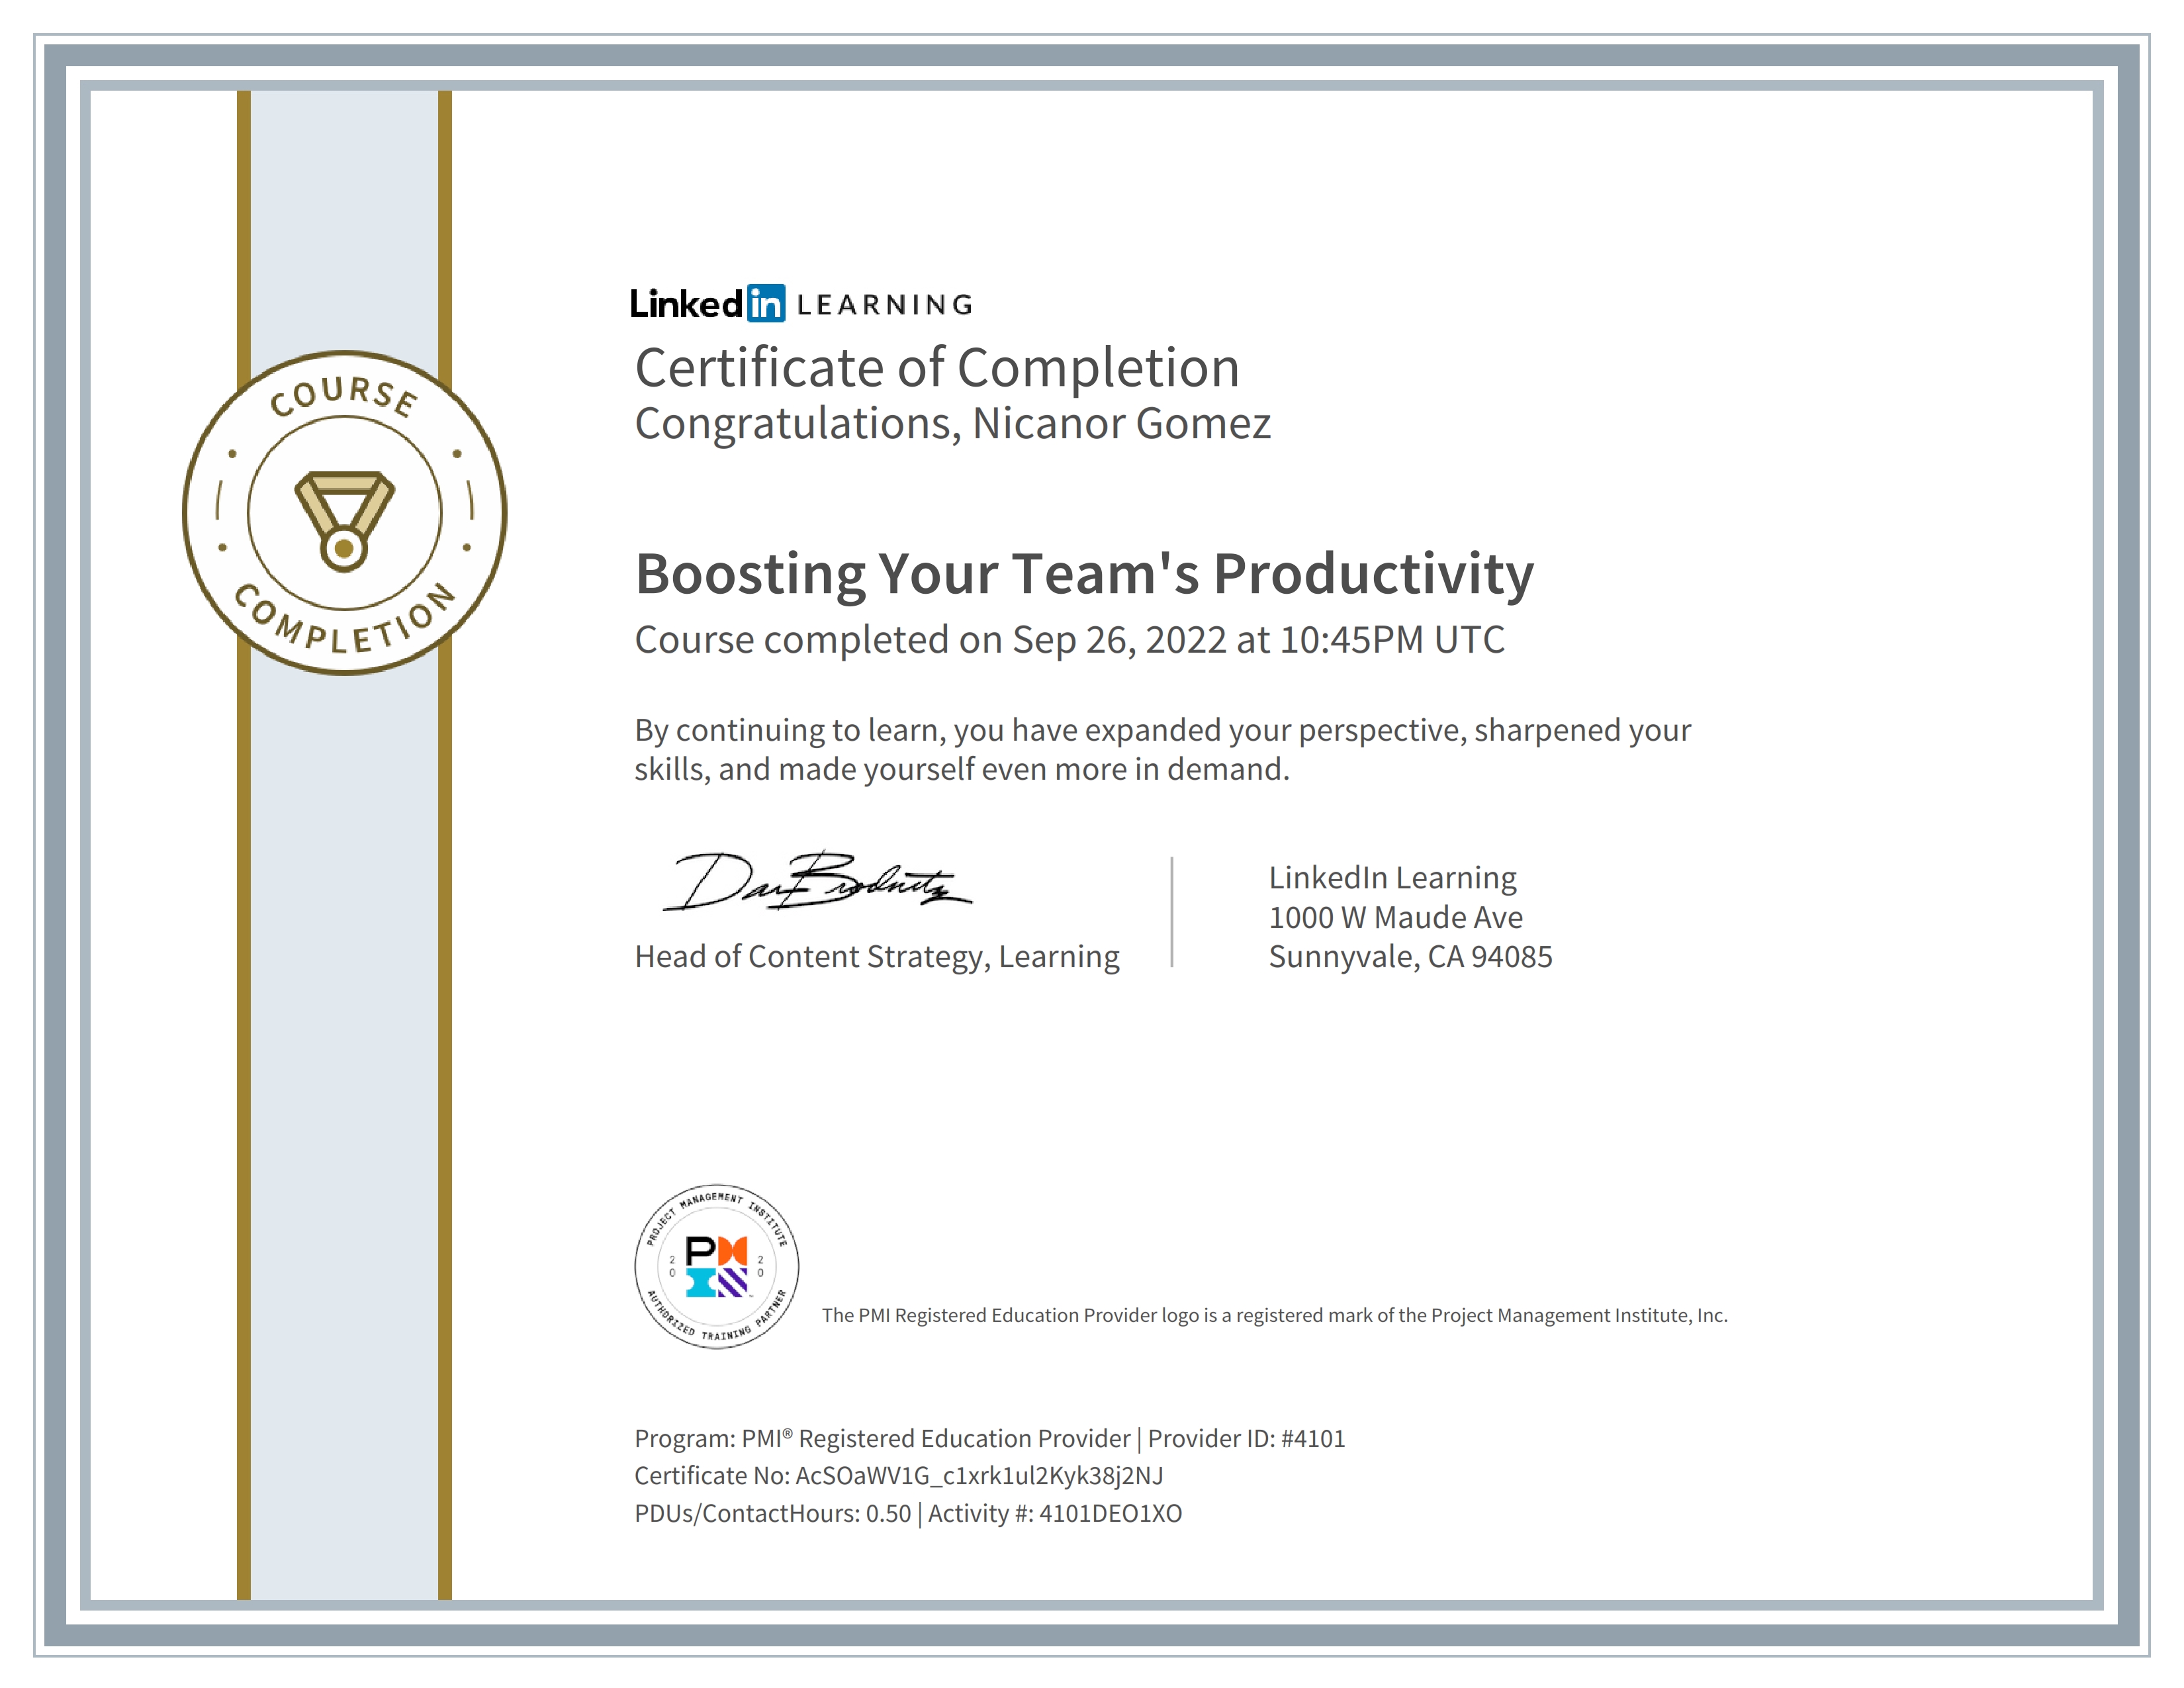 LinkedIn LEARNING
Certificate of Completion
Congratulations, Nicanor Gomez
COURSE
COMPLETION
Boosting Your Team's Productivity
Course completed on Sep 26, 2022 at 10:45PM UTC
By continuing to learn, you have expanded your perspective, sharpened your
skills, and made yourself even more in demand.
Dan Brodnitz
Head of Content Strategy, Learning
LinkedIn Learning
1000 W Maude Ave
Sunnyvale, CA 94085
PROJECT MANAGEMENT INSTITUTE
20 PM 20
AUTHORIZED TRAINING PARTNER
The PMI Registered Education Provider logo is a registered mark of the Project Management Institute, Inc.
Program: PMI® Registered Education Provider | Provider ID: #4101
Certificate No: AcSOaWV1G_c1xrk1ul2Kyk38j2NJ
PDUs/ContactHours: 0.50 | Activity #: 4101DEO1XO